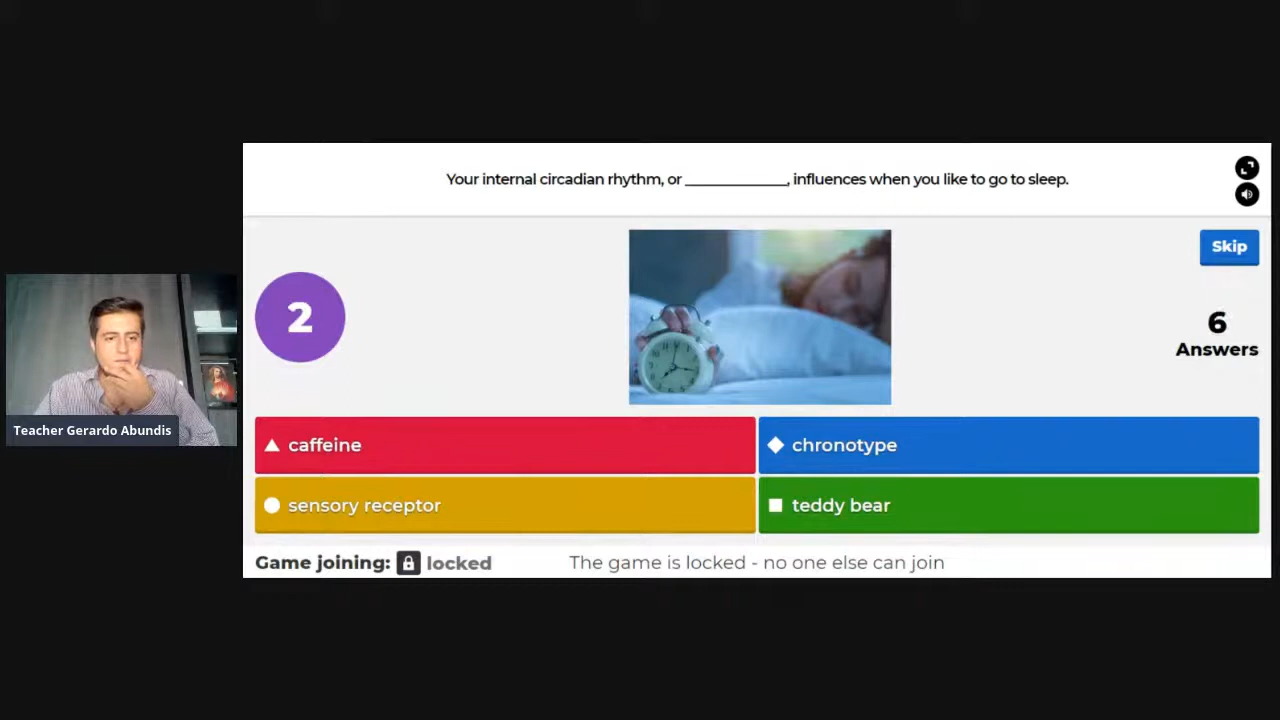 Your internal circadian rhythm, or _____________, influences when you like to go to sleep.
Skip
2
6
Answers
Teacher Gerardo Abundis
caffeine
chronotype
sensory receptor
teddy bear
Game joining: locked
The game is locked - no one else can join